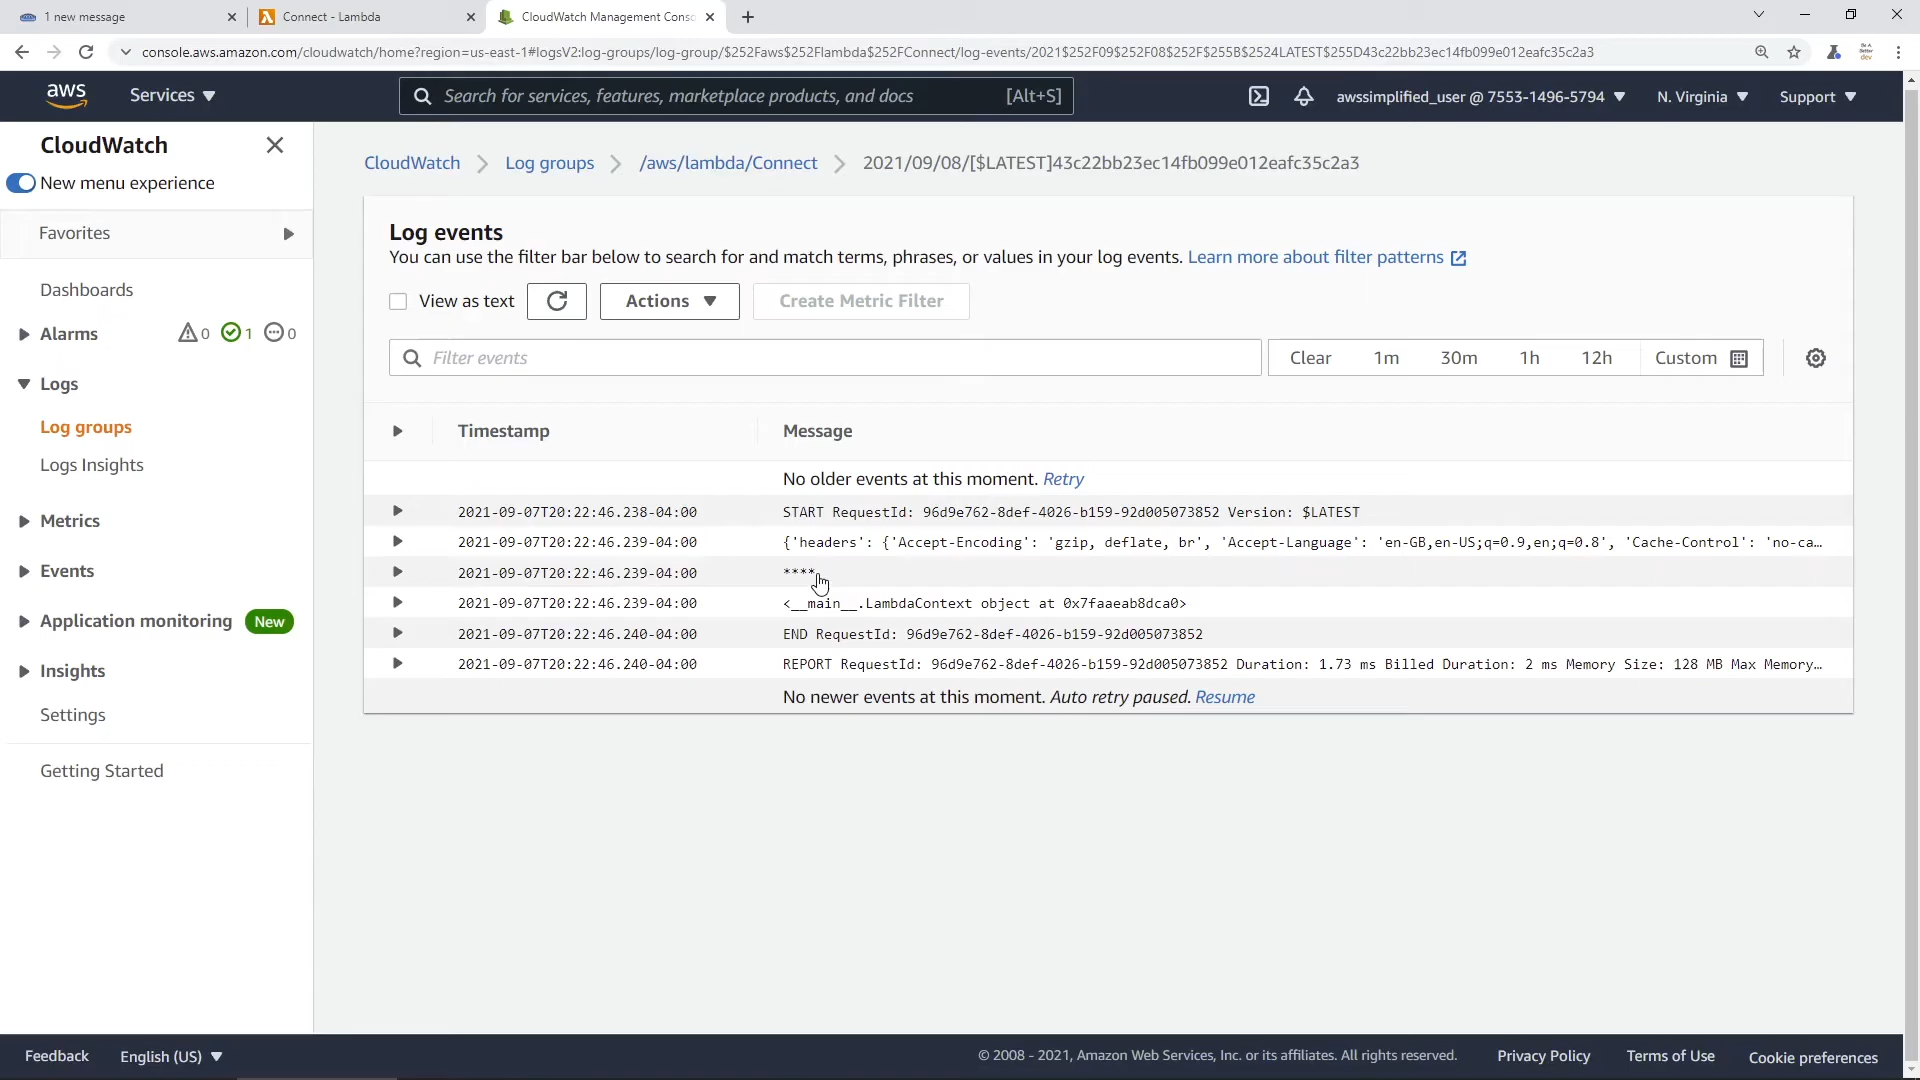 1 new message
Connect - Lambda
CloudWatch Management Conso
console.aws.amazon.com/cloudwatch/home?region=us-east-1#logsV2:log-groups/log-group/$252Faws$252Flambda$252FConnect/log-events/2021$252F09$252F08$252F$255B$2524LATEST$255D43c22bb23ec14fb099e012eafc35c2a3
aws
Services
Search for services, features, marketplace products, and docs
[Alt+S]
awssimplified_user @ 7553-1496-5794
N. Virginia
Support
CloudWatch
New menu experience
Favorites
Dashboards
Alarms
0
1
0
Logs
Log groups
Logs Insights
Metrics
Events
Application monitoring
New
Insights
Settings
Getting Started
CloudWatch
Log groups
/aws/lambda/Connect
2021/09/08/[$LATEST]43c22bb23ec14fb099e012eafc35c2a3
Log events
You can use the filter bar below to search for and match terms, phrases, or values in your log events. Learn more about filter patterns
View as text
Actions
Create Metric Filter
Filter events
Clear
1m
30m
1h
12h
Custom
Timestamp
Message
No older events at this moment. Retry
2021-09-07T20:22:46.238-04:00 START RequestId: 96d9e762-8def-4026-b159-92d005073852 Version: $LATEST
2021-09-07T20:22:46.239-04:00 {'headers': {'Accept-Encoding': 'gzip, deflate, br', 'Accept-Language': 'en-GB,en-US;q=0.9,en;q=0.8', 'Cache-Control': 'no-ca…
2021-09-07T20:22:46.239-04:00 ****
2021-09-07T20:22:46.239-04:00 <__main__.LambdaContext object at 0x7faaeab8dca0>
2021-09-07T20:22:46.240-04:00 END RequestId: 96d9e762-8def-4026-b159-92d005073852
2021-09-07T20:22:46.240-04:00 REPORT RequestId: 96d9e762-8def-4026-b159-92d005073852 Duration: 1.73 ms Billed Duration: 2 ms Memory Size: 128 MB Max Memory…
No newer events at this moment. Auto retry paused. Resume
Feedback
English (US)
© 2008 - 2021, Amazon Web Services, Inc. or its affiliates. All rights reserved.
Privacy Policy
Terms of Use
Cookie preferences